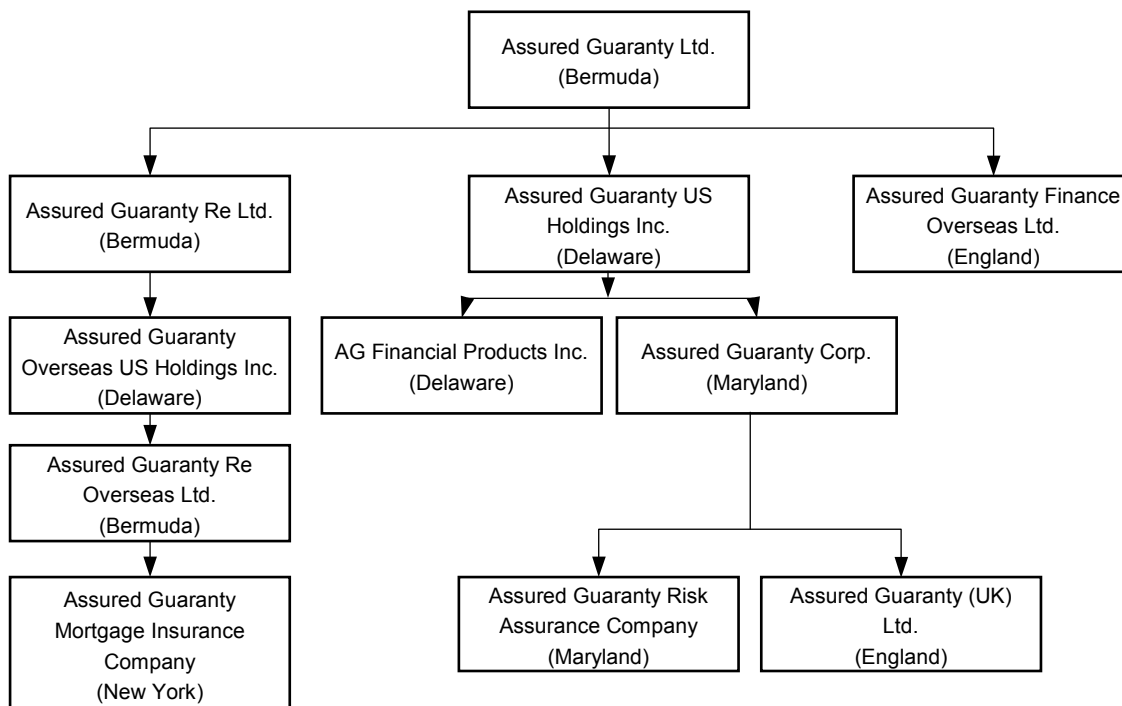 Assured Guaranty Ltd.
(Bermuda)
Assured Guaranty Re Ltd.
(Bermuda)
Assured Guaranty US
Holdings Inc.
(Delaware)
Assured Guaranty Finance
Overseas Ltd.
(England)
Assured Guaranty
Overseas US Holdings Inc.
(Delaware)
AG Financial Products Inc.
(Delaware)
Assured Guaranty Corp.
(Maryland)
Assured Guaranty Re
Overseas Ltd.
(Bermuda)
Assured Guaranty
Mortgage Insurance
Company
(New York)
Assured Guaranty Risk
Assurance Company
(Maryland)
Assured Guaranty (UK)
Ltd.
(England)